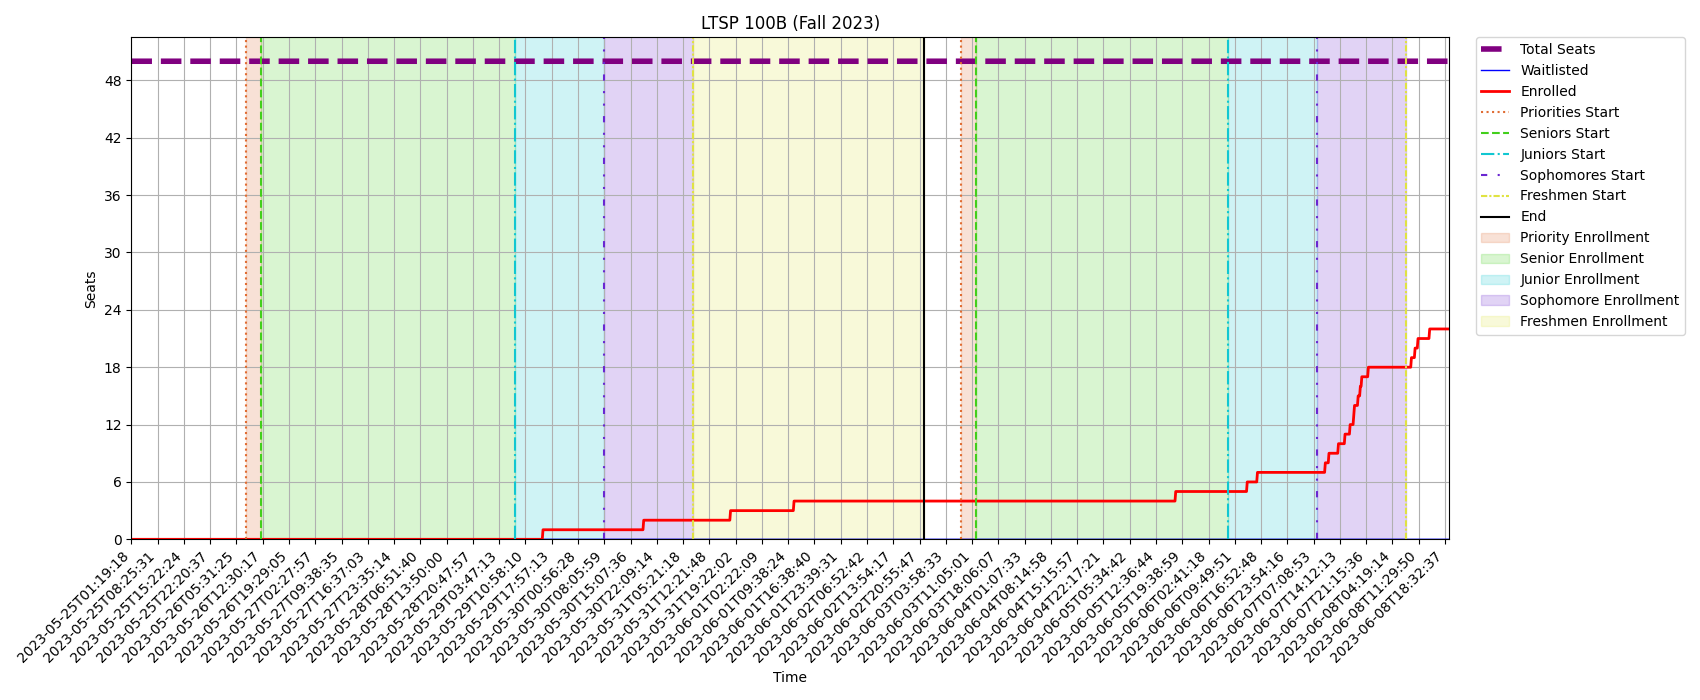 LTSP 100B (Fall 2023)
Seats
48
42
36
30
24
18
12
6
0
2023-05-25T01:19:18
2023-05-25T08:25:31
2023-05-25T15:22:24
2023-05-25T22:20:37
2023-05-26T05:31:25
2023-05-26T12:30:17
2023-05-26T19:29:05
2023-05-27T02:27:57
2023-05-27T09:38:35
2023-05-27T16:37:03
2023-05-27T23:35:14
2023-05-28T06:51:40
2023-05-28T13:50:00
2023-05-28T20:47:57
2023-05-29T03:47:13
2023-05-29T10:58:10
2023-05-29T17:57:13
2023-05-30T00:56:28
2023-05-30T08:05:59
2023-05-30T15:07:36
2023-05-30T22:09:14
2023-05-31T05:21:18
2023-05-31T12:21:48
2023-05-31T19:22:02
2023-06-01T02:22:09
2023-06-01T09:38:24
2023-06-01T16:38:40
2023-06-01T23:39:31
2023-06-02T06:52:42
2023-06-02T13:54:17
2023-06-02T20:55:47
2023-06-03T03:58:33
2023-06-03T11:05:01
2023-06-03T18:06:07
2023-06-04T01:07:33
2023-06-04T08:14:58
2023-06-04T15:15:57
2023-06-04T22:17:21
2023-06-05T05:34:42
2023-06-05T12:36:44
2023-06-05T19:38:59
2023-06-06T02:41:18
2023-06-06T09:49:51
2023-06-06T16:52:48
2023-06-06T23:54:16
2023-06-07T07:08:53
2023-06-07T14:12:13
2023-06-07T21:15:36
2023-06-08T04:19:14
2023-06-08T11:29:50
2023-06-08T18:32:37
Time
Total Seats
Waitlisted
Enrolled
Priorities Start
Seniors Start
Juniors Start
Sophomores Start
Freshmen Start
End
Priority Enrollment
Senior Enrollment
Junior Enrollment
Sophomore Enrollment
Freshmen Enrollment